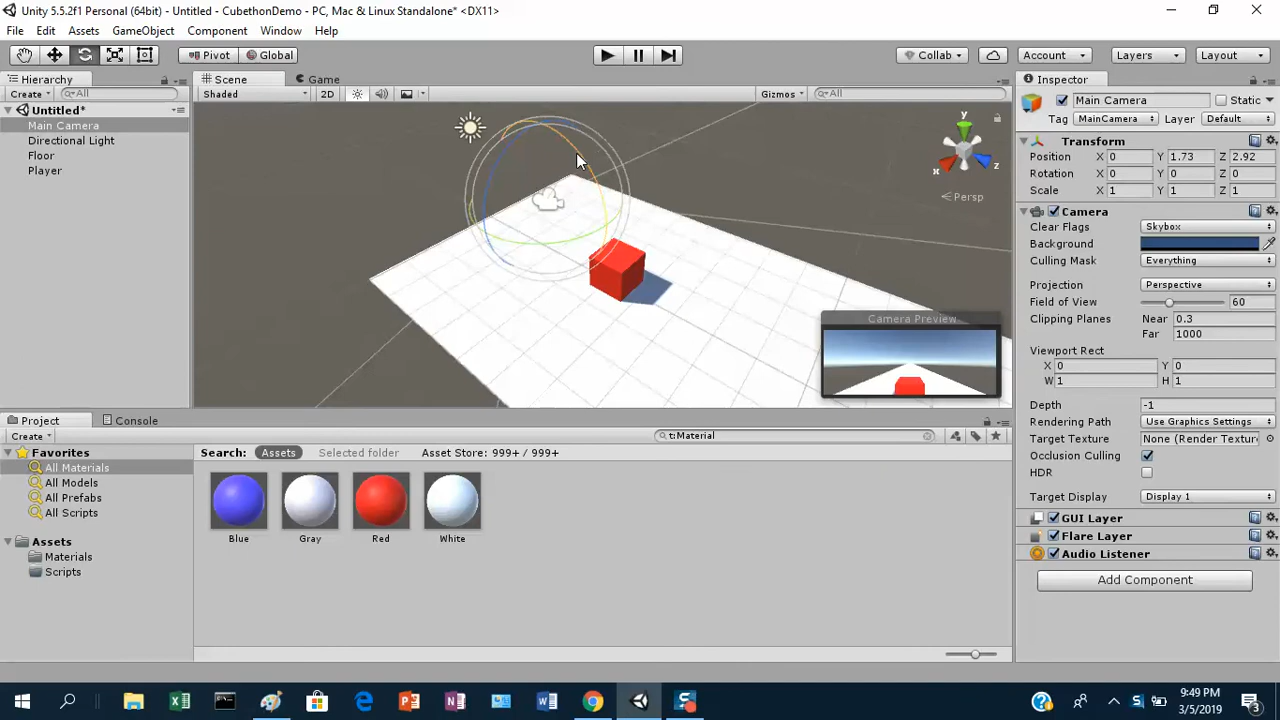 Unity 5.5.2f1 Personal (64bit) - Untitled - CubethonDemo - PC, Mac & Linux Standalone* <DX11>
File Edit Assets GameObject Component Window Help
Pivot Global Collab Account Layers Layout
Hierarchy
Create All
Untitled*
Main Camera
Directional Light
Floor
Player
Scene Game
Shaded 2D Gizmos All
y
x
z
Persp
Camera Preview
Inspector
Main Camera Static
Tag MainCamera Layer Default
Transform
Position X 0 Y 1.73 Z 2.92
Rotation X 0 Y 0 Z 0
Scale X 1 Y 1 Z 1
Camera
Clear Flags Skybox
Background
Culling Mask Everything
Projection Perspective
Field of View 60
Clipping Planes Near 0.3
Far 1000
Viewport Rect
X 0 Y 0
W 1 H 1
Depth -1
Rendering Path Use Graphics Settings
Target Texture None (Render Textur
Occlusion Culling
HDR
Target Display Display 1
GUI Layer
Flare Layer
Audio Listener
Add Component
Project Console
Create t:Material
Favorites
All Materials
All Models
All Prefabs
All Scripts
Assets
Materials
Scripts
Search: Assets Selected folder Asset Store: 999+ / 999+
Blue Gray Red White
9:49 PM
3/5/2019
3